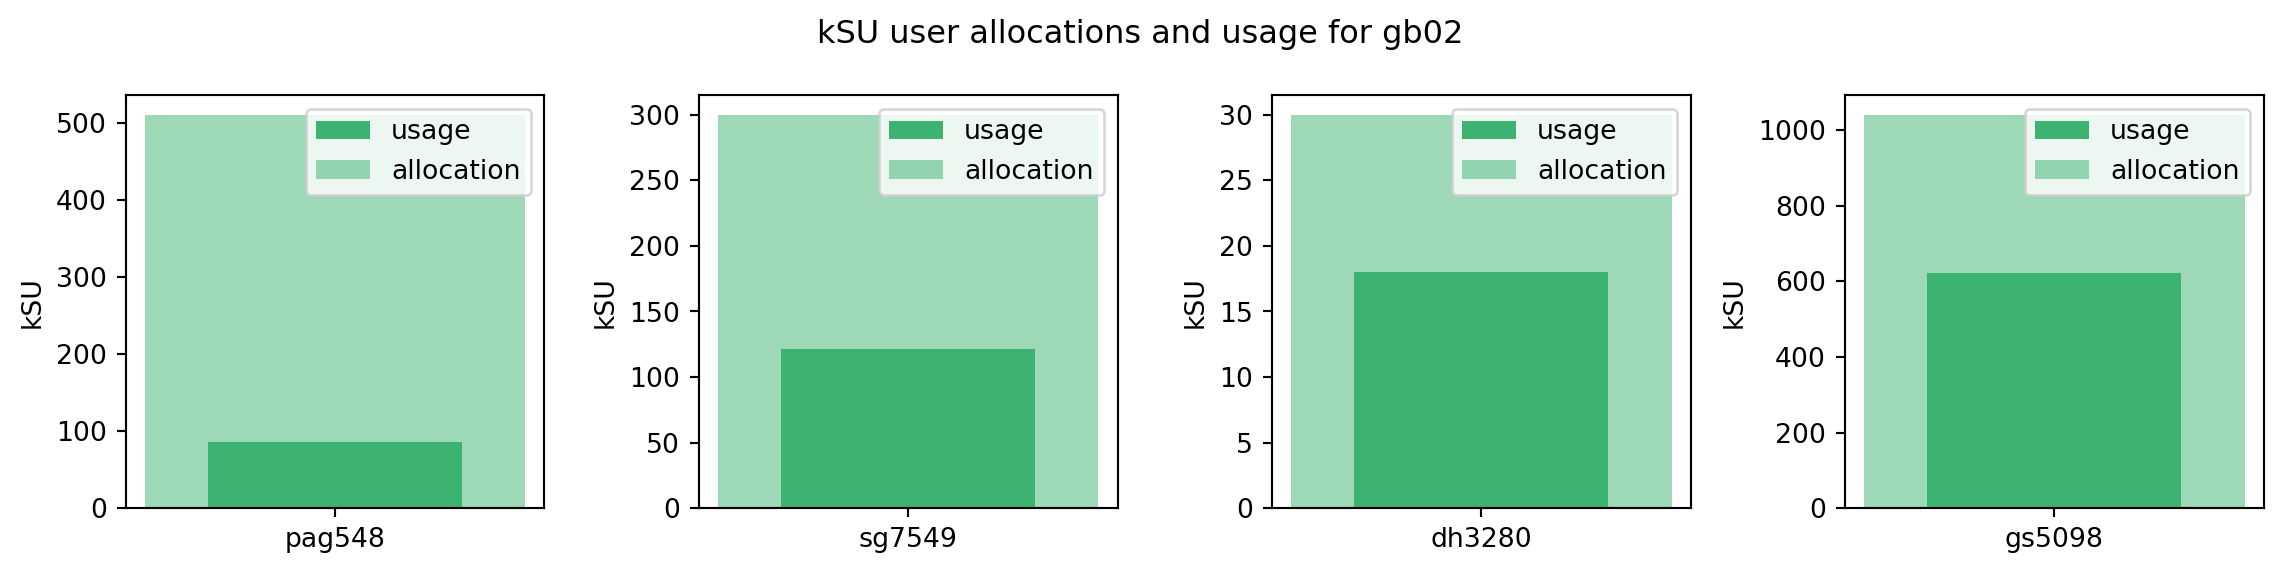 kSU user allocations and usage for gb02
kSU
500
400
300
200
100
0
usage
allocation
pag548
kSU
300
250
200
150
100
50
0
usage
allocation
sg7549
kSU
30
25
20
15
10
5
0
usage
allocation
dh3280
kSU
1000
800
600
400
200
0
usage
allocation
gs5098